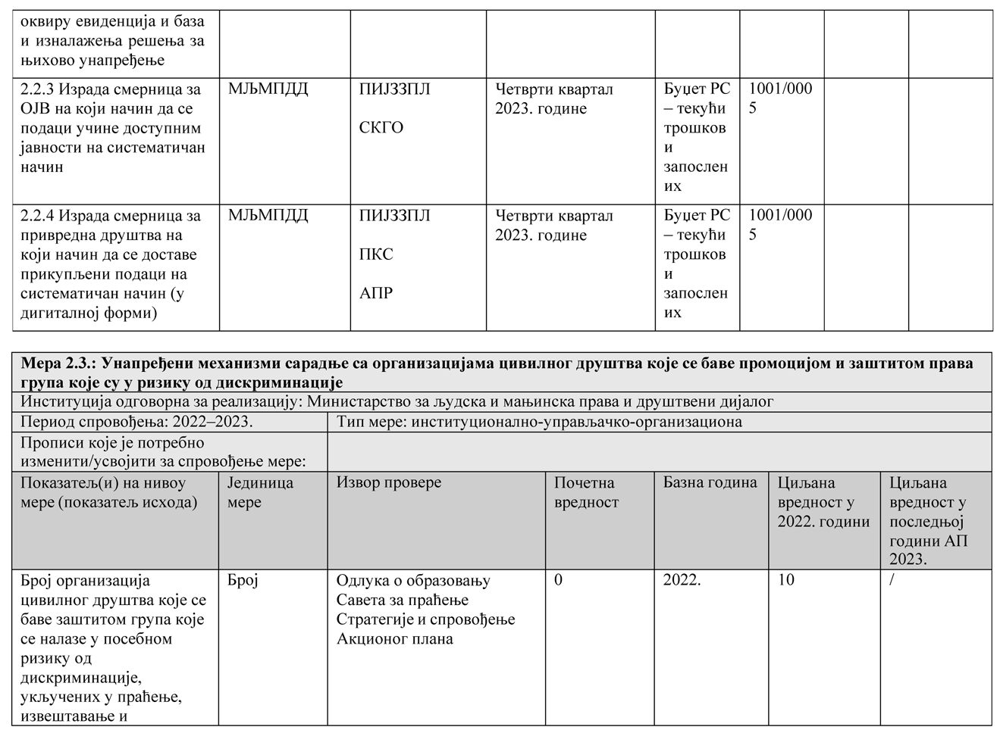 оквиру евиденција и база
и изналажења решења за
њихово унапређење
2.2.3 Израда смерница за
ОЈВ на који начин да се
подаци учине доступним
јавности на систематичан
начин
МЉМПДД
ПИЈЗЗПЛ
СКГО
Четврти квартал
2023. године
Буџет РС
– текући
трошков
и
запослен
их
1001/000
5
2.2.4 Израда смерница за
привредна друштва на
који начин да се доставе
прикупљени подаци на
систематичан начин (у
дигиталној форми)
МЉМПДД
ПИЈЗЗПЛ
ПКС
АПР
Четврти квартал
2023. године
Буџет РС
– текући
трошков
и
запослен
их
1001/000
5
Мера 2.3.: Унапређени механизми сарадње са организацијама цивилног друштва које се баве промоцијом и заштитом права
група које су у ризику од дискриминације
Институција одговорна за реализацију: Министарство за људска и мањинска права и друштвени дијалог
Период спровођења: 2022–2023.
Тип мере: институционално-управљачко-организациона
Прописи које је потребно
изменити/усвојити за спровођење мере:
Показатељ(и) на нивоу
мере (показатељ исхода)
Јединица
мере
Извор провере
Почетна
вредност
Базна година
Циљана
вредност у
2022. години
Циљана
вредност у
последњој
години АП
2023.
Број организација
цивилног друштва које се
баве заштитом група које
се налазе у посебном
ризику од
дискриминације,
укључених у праћење,
извештавање и
Број
Одлука о образовању
Савета за праћење
Стратегије и спровођење
Акционог плана
0
2022.
10
/